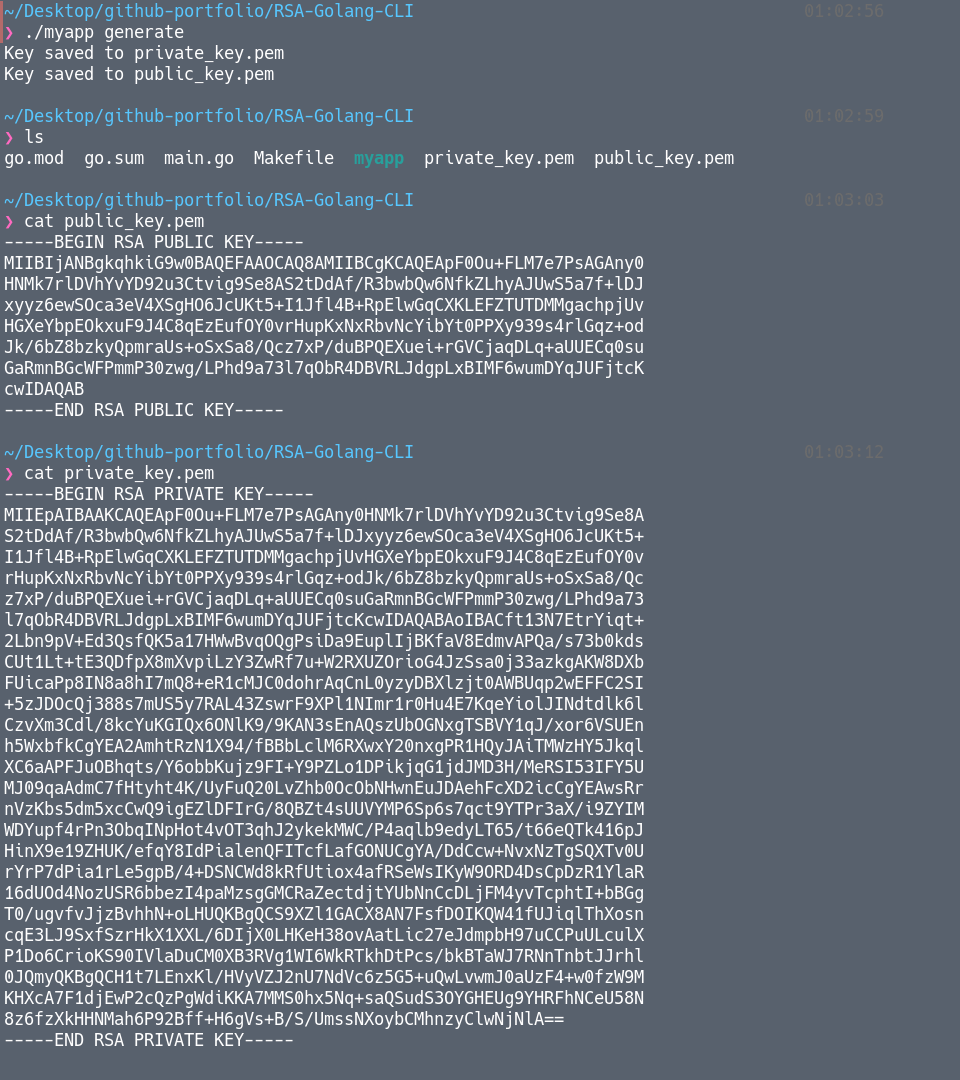 ~/Desktop/github-portfolio/RSA-Golang-CLI 01:02:56
❯ ./myapp generate
Key saved to private_key.pem
Key saved to public_key.pem
~/Desktop/github-portfolio/RSA-Golang-CLI 01:02:59
❯ ls
go.mod go.sum main.go Makefile myapp private_key.pem public_key.pem
~/Desktop/github-portfolio/RSA-Golang-CLI 01:03:03
❯ cat public_key.pem
-----BEGIN RSA PUBLIC KEY-----
MIIBIjANBgkqhkiG9w0BAQEFAAOCAQ8AMIIBCgKCAQEApF0Ou+FLM7e7PsAGAny0
HNMk7rlDVhYvYD92u3Ctvig9Se8AS2tDdAf/R3bwbQw6NfkZLhyAJUwS5a7f+lDJ
xyyz6ewSOca3eV4XSgHO6JcUKt5+I1Jfl4B+RpElwGqCXKLEFZTUTDMMgachpjUv
HGXeYbpEOkxuF9J4C8qEzEufOY0vrHupKxNxRbvNcYibYt0PPXy939s4rlGqz+od
Jk/6bZ8bzkyQpmraUs+oSxSa8/Qcz7xP/duBPQEXuei+rGVCjaqDLq+aUUECq0su
GaRmnBGcWFPmmP30zwg/LPhd9a73l7qObR4DBVRLJdgpLxBIMF6wumDYqJUFjtcK
cwIDAQAB
-----END RSA PUBLIC KEY-----
~/Desktop/github-portfolio/RSA-Golang-CLI 01:03:12
❯ cat private_key.pem
-----BEGIN RSA PRIVATE KEY-----
MIIEpAIBAAKCAQEApF0Ou+FLM7e7PsAGAny0HNMk7rlDVhYvYD92u3Ctvig9Se8A
S2tDdAf/R3bwbQw6NfkZLhyAJUwS5a7f+lDJxyyz6ewSOca3eV4XSgHO6JcUKt5+
I1Jfl4B+RpElwGqCXKLEFZTUTDMMgachpjUvHGXeYbpEOkxuF9J4C8qEzEufOY0v
rHupKxNxRbvNcYibYt0PPXy939s4rlGqz+odJk/6bZ8bzkyQpmraUs+oSxSa8/Qc
z7xP/duBPQEXuei+rGVCjaqDLq+aUUECq0suGaRmnBGcWFPmmP30zwg/LPhd9a73
l7qObR4DBVRLJdgpLxBIMF6wumDYqJUFjtcKcwIDAQABAoIBACft13N7EtrYiqt+
2Lbn9pV+Ed3QsfQK5a17HWwBvqOQgPsiDa9EuplIjBKfaV8EdmvAPQa/s73b0kds
CUt1Lt+tE3QDfpX8mXvpiLzY3ZwRf7u+W2RXUZOrioG4JzSsa0j33azkgAKW8DXb
FUicaPp8IN8a8hI7mQ8+eR1cMJC0dohrAqCnL0yzyDBXlzjt0AWBUqp2wEFFC2SI
+5zJDOcQj388s7mUS5y7RAL43ZswrF9XPl1NImr1r0Hu4E7KqeYiolJINdtdlk6l
CzvXm3Cdl/8kcYuKGIQx6ONlK9/9KAN3sEnAQszUbOGNxgTSBVY1qJ/xor6VSUEn
h5WxbfkCgYEA2AmhtRzN1X94/fBBbLclM6RXwxY20nxgPR1HQyJAiTMWzHY5Jkql
XC6aAPFJuOBhqts/Y6obbKujz9FI+Y9PZLo1DPikjqG1jdJMD3H/MeRSI53IFY5U
MJ09qaAdmC7fHtyht4K/UyFuQ20LvZhb0OcObNHwnEuJDAehFcXD2icCgYEAwsRr
nVzKbs5dm5xcCwQ9igEZlDFIrG/8QBZt4sUUVYMP6Sp6s7qct9YTPr3aX/i9ZYIM
WDYupf4rPn3ObqINpHot4vOT3qhJ2ykekMWC/P4aqlb9edyLT65/t66eQTk416pJ
HinX9e19ZHUK/efqY8IdPialenQFITcfLafGONUCgYA/DdCcw+NvxNzTgSQXTv0U
rYrP7dPia1rLe5gpB/4+DSNCWd8kRfUtiox4afRSeWsIKyW9ORD4DsCpDzR1YlaR
16dUOd4NozUSR6bbezI4paMzsgGMCRaZectdjtYUbNnCcDLjFM4yvTcphtI+bBGg
T0/ugvfvJjzBvhhN+oLHUQKBgQCS9XZl1GACX8AN7FsfDOIKQW41fUJiqlThXosn
cqE3LJ9SxfSzrHkX1XXL/6DIjX0LHKeH38ovAatLic27eJdmpbH97uCCPuULculX
P1Do6CrioKS90IVlaDuCM0XB3RVg1WI6WkRTkhDtPcs/bkBTaWJ7RNnTnbtJJrhl
0JQmyQKBgQCH1t7LEnxKl/HVyVZJ2nU7NdVc6z5G5+uQwLvwmJ0aUzF4+w0fzW9M
KHXcA7F1djEwP2cQzPgWdiKKA7MMS0hx5Nq+saQSudS3OYGHEUg9YHRFhNCeU58N
8z6fzXkHHNMah6P92Bff+H6gVs+B/S/UmssNXoybCMhnzyClwNjNlA==
-----END RSA PRIVATE KEY-----